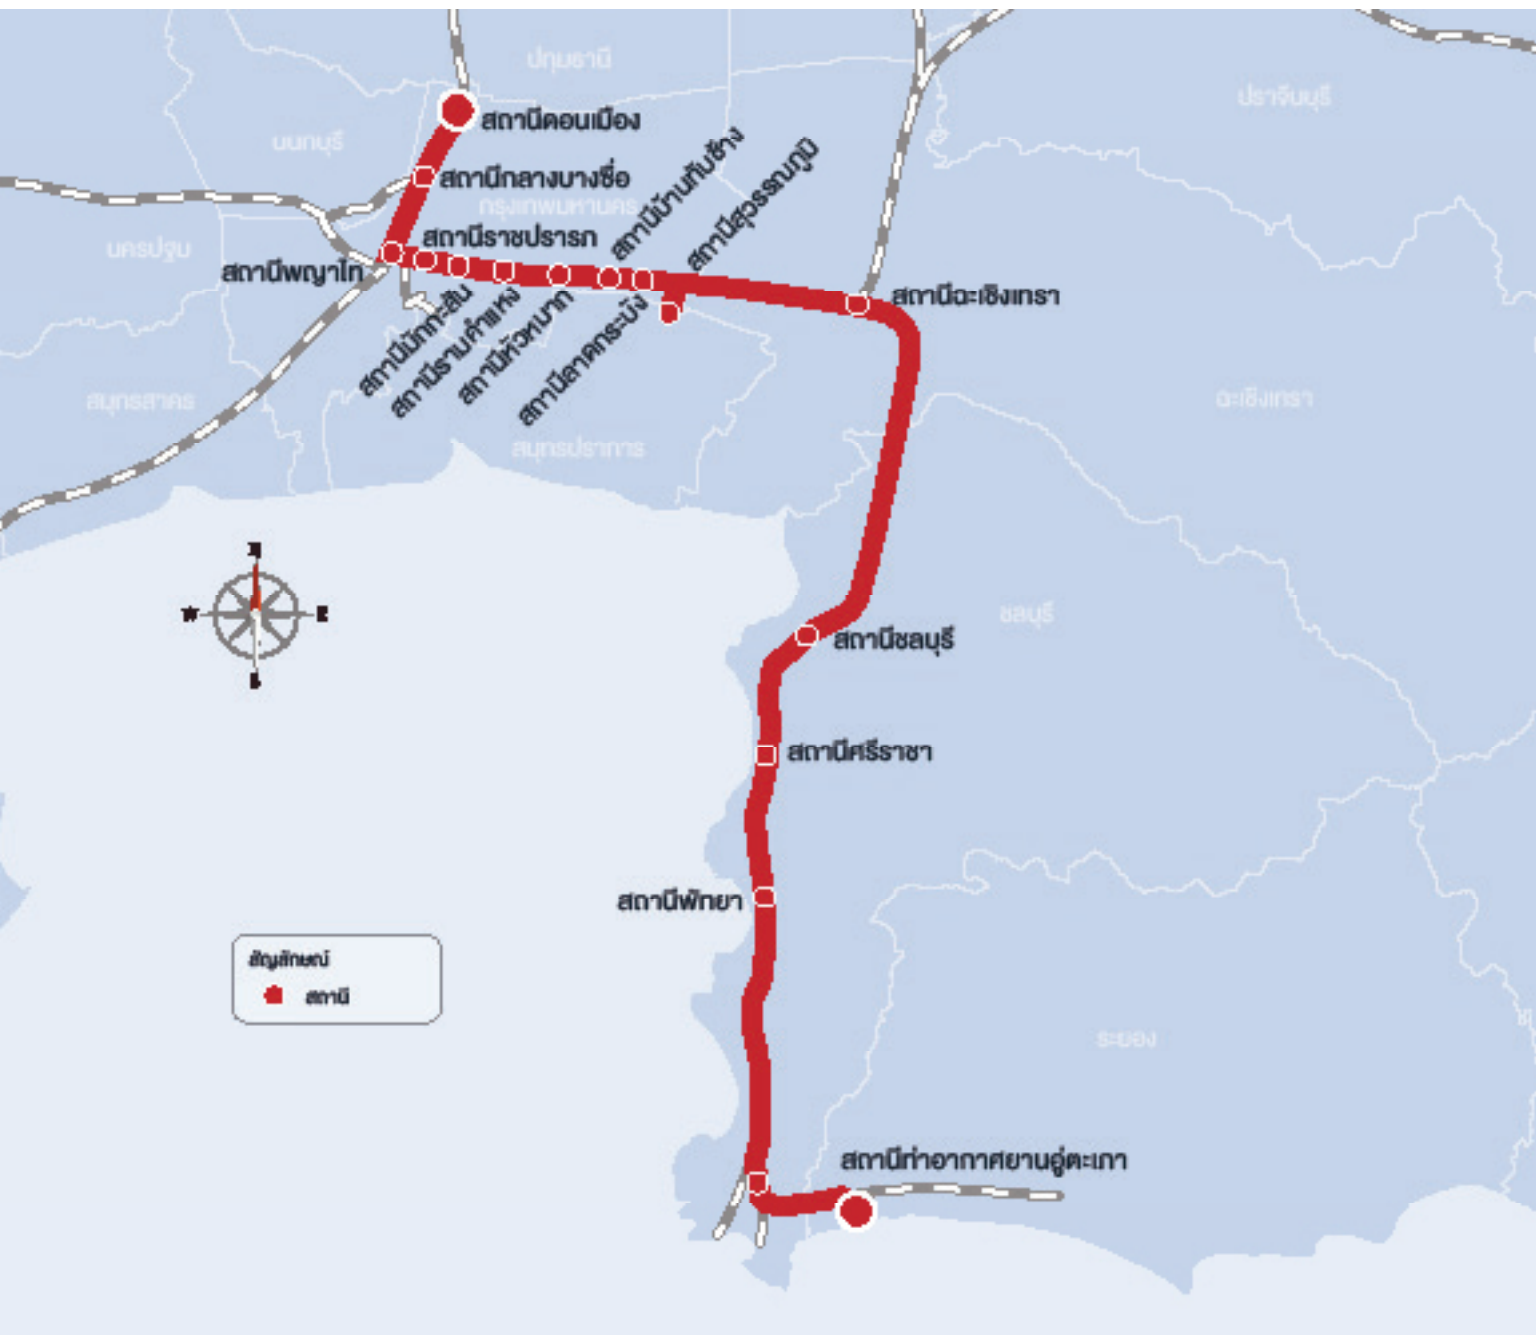 ปทุมธานี
ปราจีนบุรี
สถานีดอนเมือง
นนทบุรี
สถานีกลางบางซื่อ
กรุงเทพมหานคร
สถานีบ้านทับช้าง
สถานีสุวรรณภูมิ
นครปฐม
สถานีราชปรารภ
สถานีพญาไท
สถานีฉะเชิงเทรา
สถานีมักกะสัน
สถานีรามคำแหง
สถานีหัวหมาก
สถานีลาดกระบัง
สมุทรสาคร
ฉะเชิงเทรา
สมุทรปราการ
N
W
E
ชลบุรี
สถานีชลบุรี
สถานีศรีราชา
สถานีพัทยา
สัญลักษณ์
สถานี
ระยอง
สถานีท่าอากาศยานอู่ตะเภา